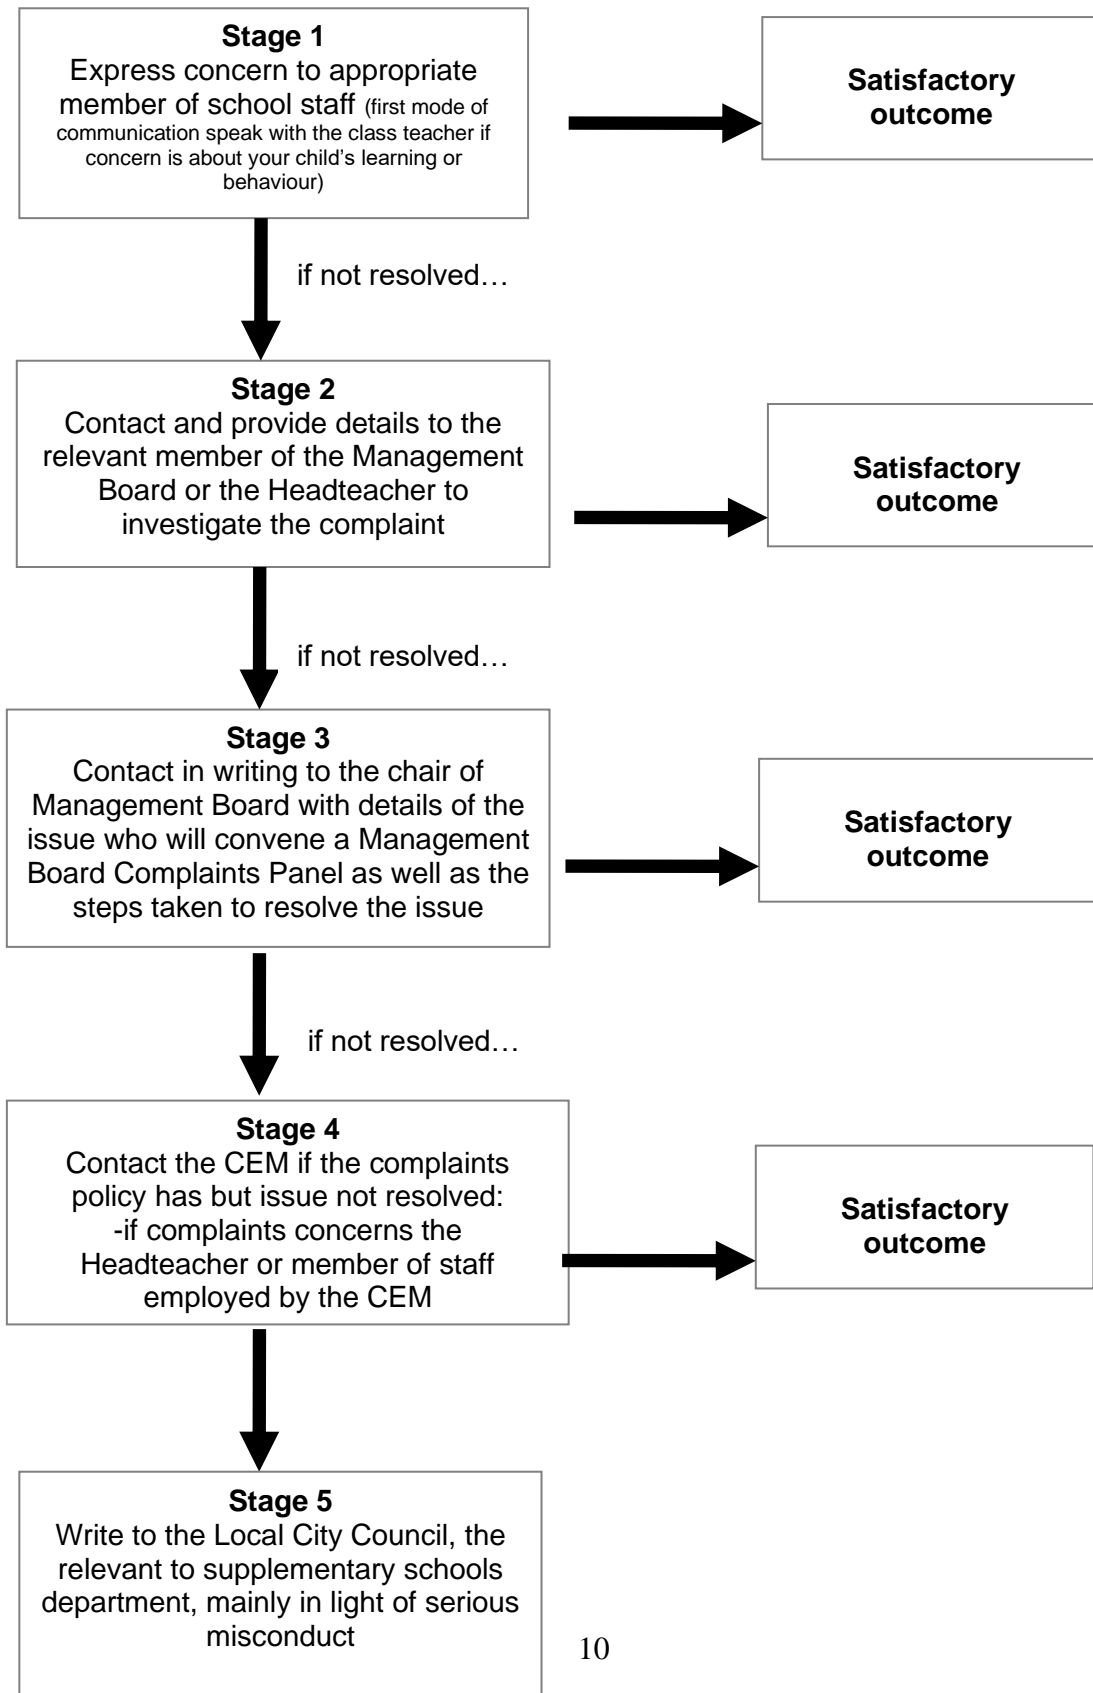 Stage 1
Express concern to appropriate
member of school staff (first mode of
communication speak with the class teacher if
concern is about your child's learning or
behaviour)
Satisfactory
outcome
if not resolved…
Stage 2
Contact and provide details to the
relevant member of the Management
Board or the Headteacher to
investigate the complaint
Satisfactory
outcome
if not resolved…
Stage 3
Contact in writing to the chair of
Management Board with details of the
issue who will convene a Management
Board Complaints Panel as well as the
steps taken to resolve the issue
Satisfactory
outcome
if not resolved…
Stage 4
Contact the CEM if the complaints
policy has but issue not resolved:
-if complaints concerns the
Headteacher or member of staff
employed by the CEM
Satisfactory
outcome
Stage 5
Write to the Local City Council, the
relevant to supplementary schools
department, mainly in light of serious
misconduct
10